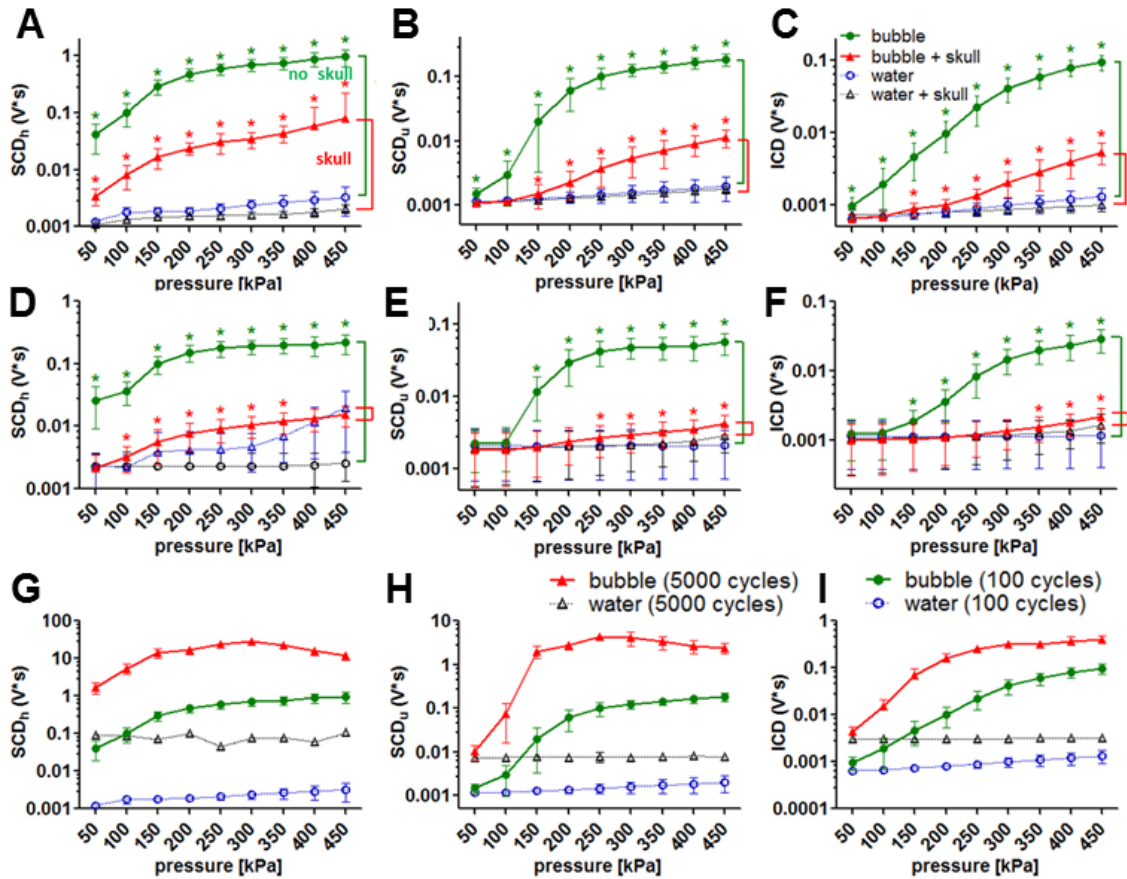 A
SCD_h (V*s)
1
0.1
0.01
0.001
no skull
skull
50 100 150 200 250 300 350 400 450
pressure [kPa]
B
SCD_u (V*s)
0.1
0.01
0.001
50 100 150 200 250 300 350 400 450
pressure [kPa]
C
bubble
bubble + skull
water
water + skull
ICD (V*s)
0.1
0.01
0.001
50 100 150 200 250 300 350 400 450
pressure (kPa)
D
SCD_h (V*s)
1
0.1
0.01
0.001
50 100 150 200 250 300 350 400 450
pressure [kPa]
E
SCD_u (V*s)
0.1
0.01
0.001
50 100 150 200 250 300 350 400 450
pressure [kPa]
F
ICD (V*s)
0.1
0.01
0.001
50 100 150 200 250 300 350 400 450
pressure [kPa]
bubble (5000 cycles)
water (5000 cycles)
bubble (100 cycles)
water (100 cycles)
G
SCD_h (V*s)
100
10
1
0.1
0.01
0.001
50 100 150 200 250 300 350 400 450
pressure [kPa]
H
SCD_u (V*s)
10
1
0.1
0.01
0.001
50 100 150 200 250 300 350 400 450
pressure [kPa]
I
ICD (V*s)
1
0.1
0.01
0.001
0.0001
50 100 150 200 250 300 350 400 450
pressure [kPa]